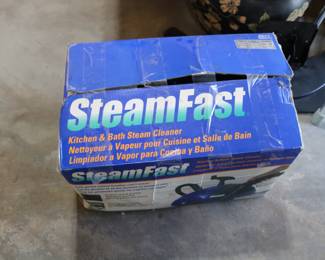 SteamFast
Kitchen & Bath Steam Cleaner
Nettoyeur à Vapeur pour Cuisine et Salle de Bain
Limpiador a Vapor para Cocina y Baño
SteamFast